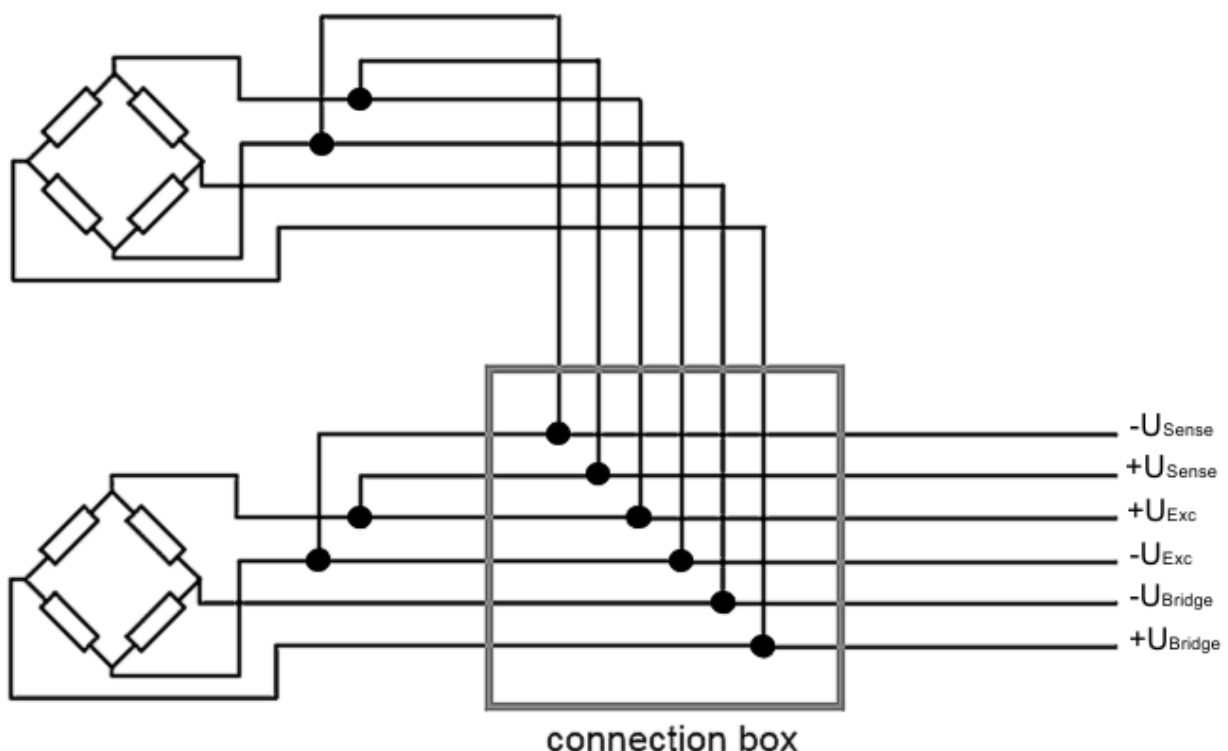 -USense
+USense
+UExc
-UExc
-UBridge
+UBridge
connection box